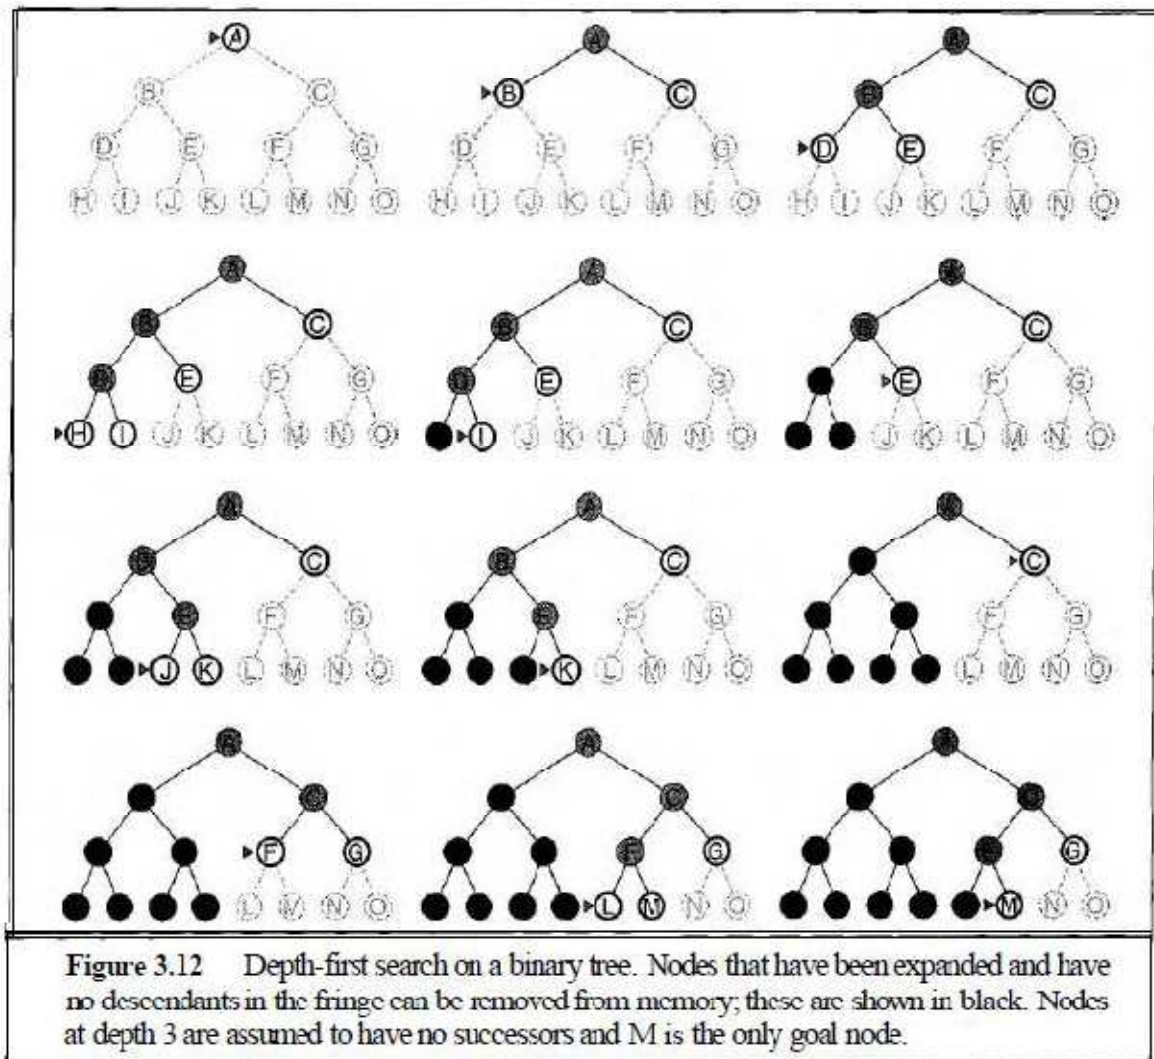 A
B C
D E F G
H I J K L M N O
A
B C
D E F G
H I J K L M N O
A
B C
D E F G
H I J K L M N O
A
B C
E F G
H I J K L M N O
A
B C
D E F G
I J K L M N O
B C
E F G
J K L M N O
A
C
F G
J K L M N O
A
B C
F G
K L M N O
C
F G
L M N O
A
F G
L M N O
A
C
F G
L M N O
G
M N O
Figure 3.12 Depth-first search on a binary tree. Nodes that have been expanded and have
no descendants in the fringe can be removed from memory; these are shown in black. Nodes
at depth 3 are assumed to have no successors and M is the only goal node.